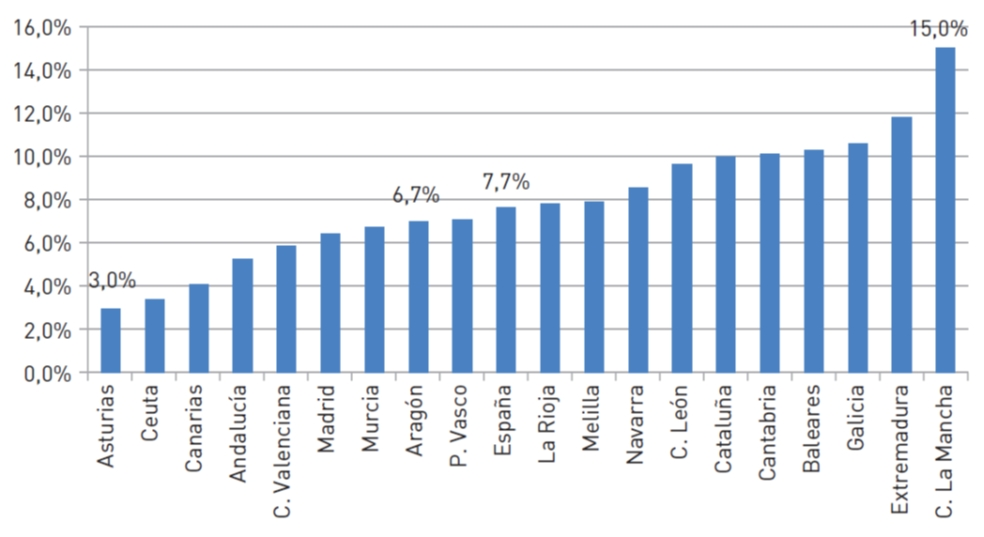 16,0%
14,0%
12,0%
10,0%
8,0%
6,0%
4,0%
2,0%
0,0%
3,0%
6,7%
7,7%
15,0%
Asturias
Ceuta
Canarias
Andalucía
C. Valenciana
Madrid
Murcia
Aragón
P. Vasco
España
La Rioja
Melilla
Navarra
C. León
Cataluña
Cantabria
Baleares
Galicia
Extremadura
C. La Mancha